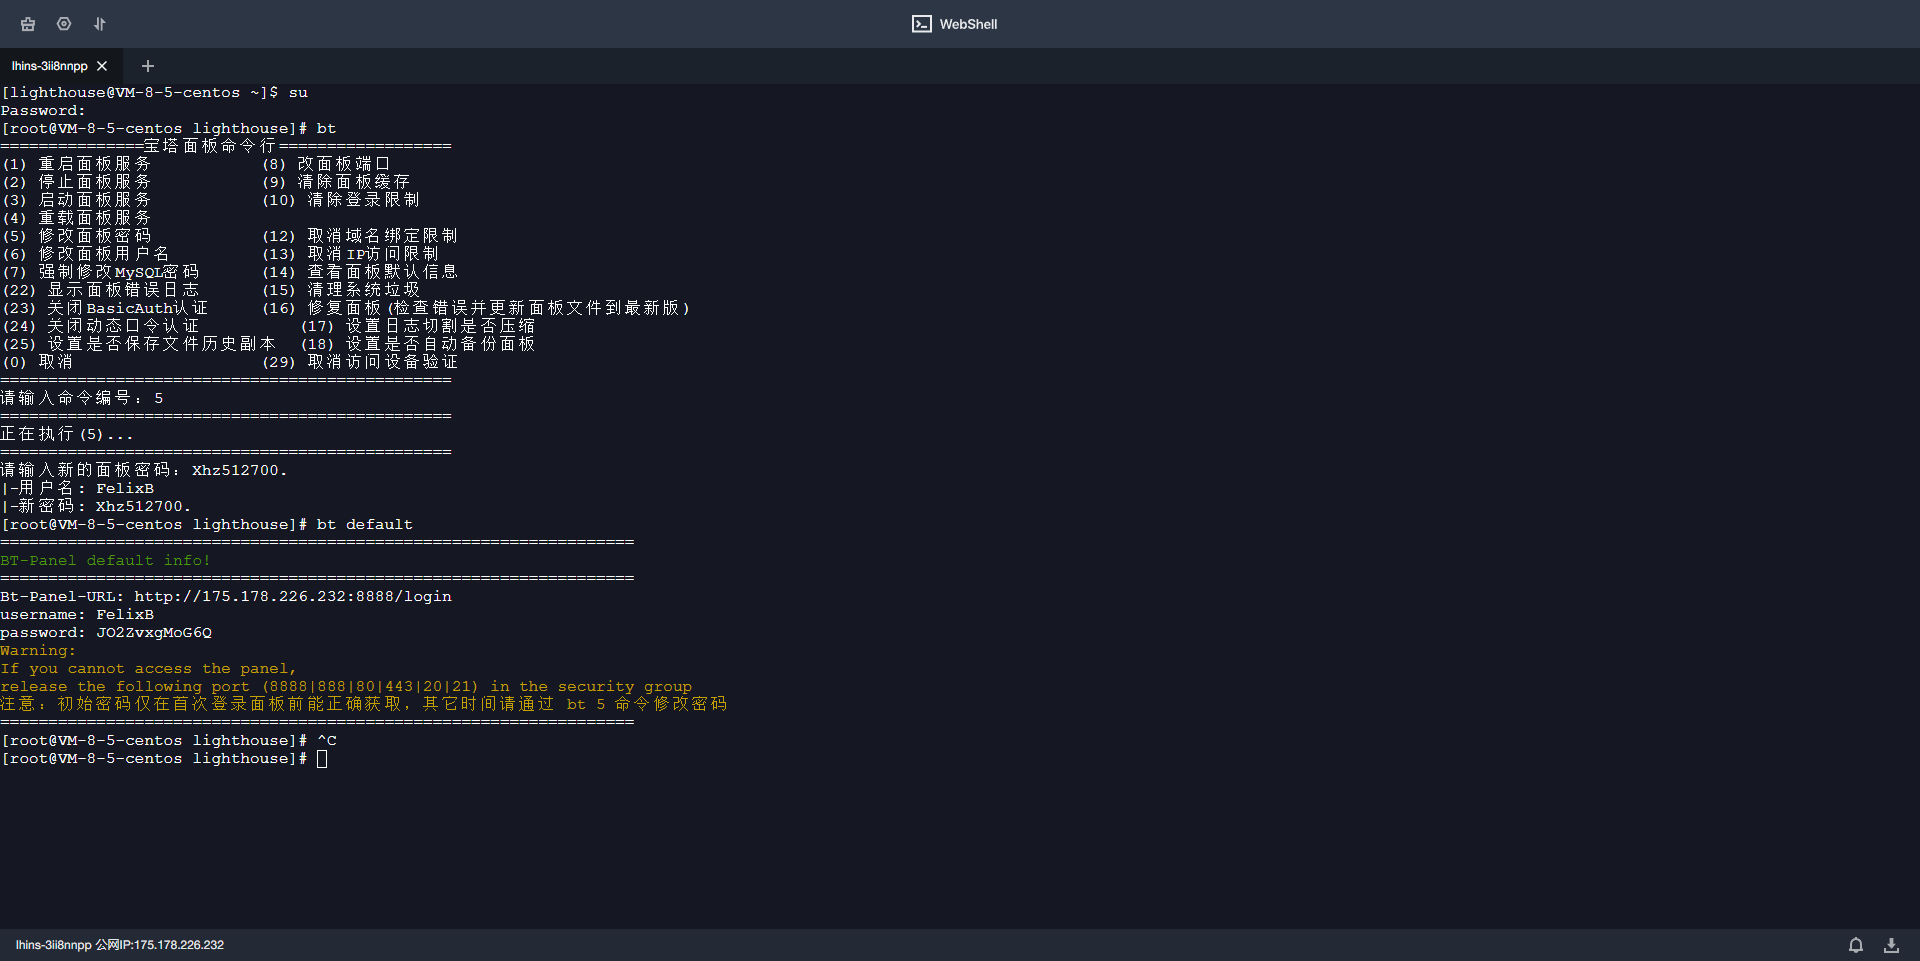 WebShell
lhins-3ii8nnpp
[lighthouse@VM-8-5-centos ~]$ su
Password:
[root@VM-8-5-centos lighthouse]# bt
===============宝塔面板命令行==================
(1) 重启面板服务 (8) 改面板端口
(2) 停止面板服务 (9) 清除面板缓存
(3) 启动面板服务 (10) 清除登录限制
(4) 重载面板服务
(5) 修改面板密码 (12) 取消域名绑定限制
(6) 修改面板用户名 (13) 取消IP访问限制
(7) 强制修改MySQL密码 (14) 查看面板默认信息
(22) 显示面板错误日志 (15) 清理系统垃圾
(23) 关闭BasicAuth认证 (16) 修复面板(检查错误并更新面板文件到最新版)
(24) 关闭动态口令认证 (17) 设置日志切割是否压缩
(25) 设置是否保存文件历史副本 (18) 设置是否自动备份面板
(0) 取消 (29) 取消访问设备验证
===============================================
请输入命令编号：5
===============================================
正在执行(5)...
===============================================
请输入新的面板密码：Xhz512700.
|-用户名: FelixB
|-新密码: Xhz512700.
[root@VM-8-5-centos lighthouse]# bt default
==================================================================
BT-Panel default info!
==================================================================
Bt-Panel-URL: http://175.178.226.232:8888/login
username: FelixB
password: JO2ZvxgMoG6Q
Warning:
If you cannot access the panel,
release the following port (8888|888|80|443|20|21) in the security group
注意：初始密码仅在首次登录面板前能正确获取，其它时间请通过 bt 5 命令修改密码
==================================================================
[root@VM-8-5-centos lighthouse]# ^C
[root@VM-8-5-centos lighthouse]#
lhins-3ii8nnpp 公网IP:175.178.226.232